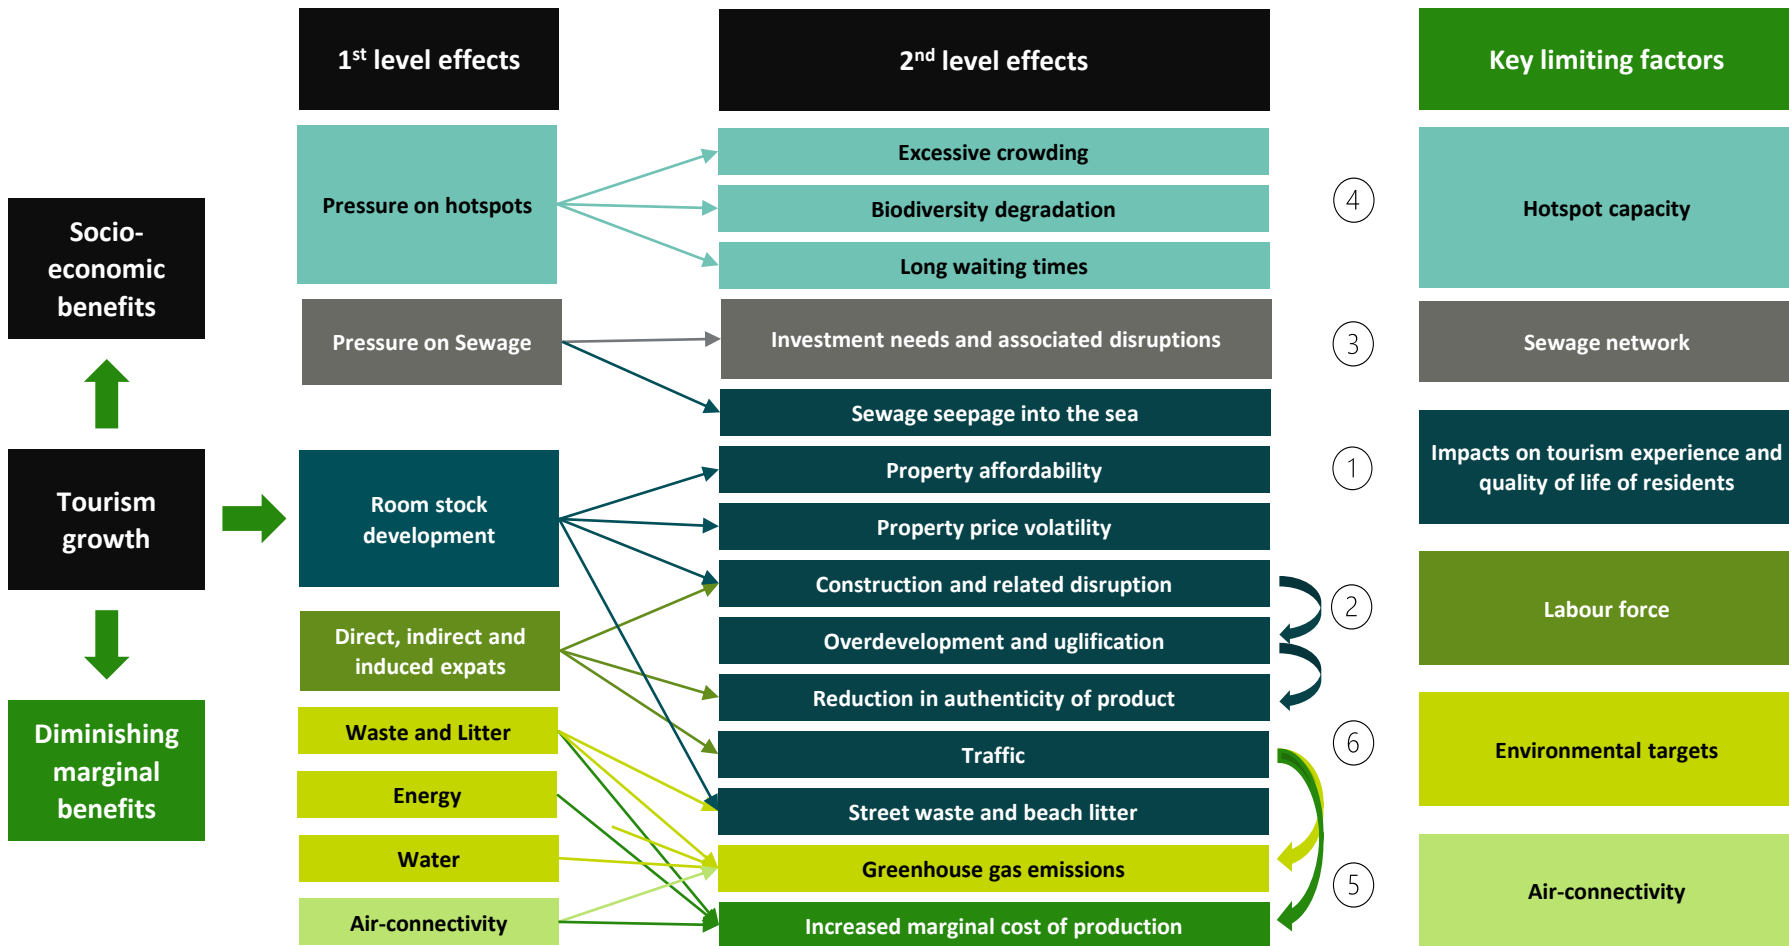 1st level effects
2nd level effects
Key limiting factors
Socio-
economic
benefits
Tourism
growth
Diminishing
marginal
benefits
Pressure on hotspots
Pressure on Sewage
Room stock
development
Direct, indirect and
induced expats
Waste and Litter
Energy
Water
Air-connectivity
Excessive crowding
Biodiversity degradation
Long waiting times
Investment needs and associated disruptions
Sewage seepage into the sea
Property affordability
Property price volatility
Construction and related disruption
Overdevelopment and uglification
Reduction in authenticity of product
Traffic
Street waste and beach litter
Greenhouse gas emissions
Increased marginal cost of production
4
3
1
2
6
5
Hotspot capacity
Sewage network
Impacts on tourism experience and
quality of life of residents
Labour force
Environmental targets
Air-connectivity